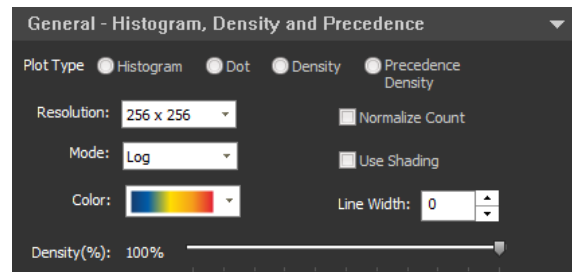 General - Histogram, Density and Precedence
Plot Type Histogram Dot Density Precedence Density
Resolution: 256 x 256 Normalize Count
Mode: Log Use Shading
Color: Line Width: 0
Density(%): 100%